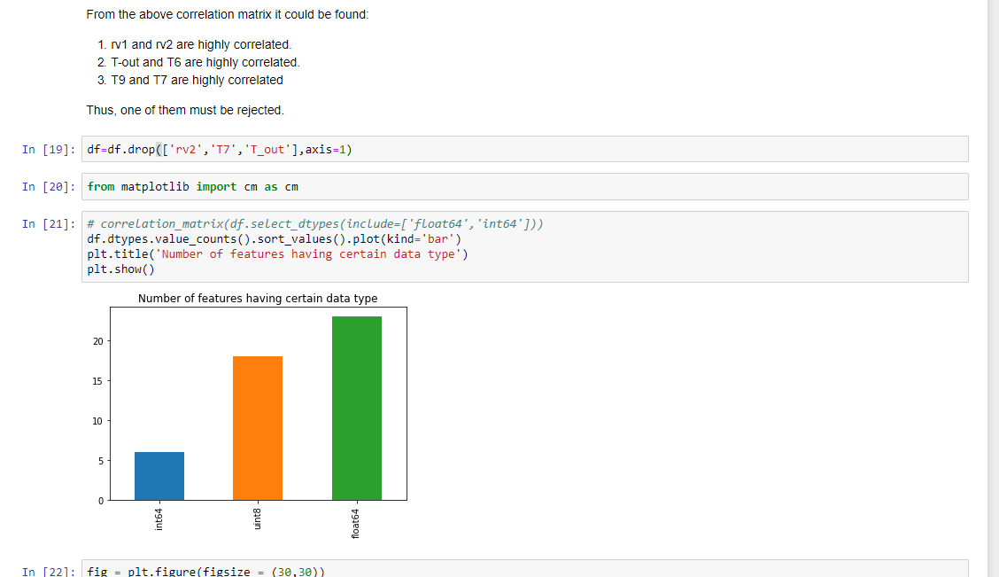 From the above correlation matrix it could be found:
1. rv1 and rv2 are highly correlated.
2. T-out and T6 are highly correlated.
3. T9 and T7 are highly correlated
Thus, one of them must be rejected.
In [19]: df=df.drop(['rv2','T7','T_out'],axis=1)
In [20]: from matplotlib import cm as cm
In [21]: # correlation_matrix(df.select_dtypes(include=['float64','int64']))
df.dtypes.value_counts().sort_values().plot(kind='bar')
plt.title('Number of features having certain data type')
plt.show()
Number of features having certain data type
20
15
10
5
0
int64
uint8
float64
In [22]: fig = plt.figure(figsize = (30,30))